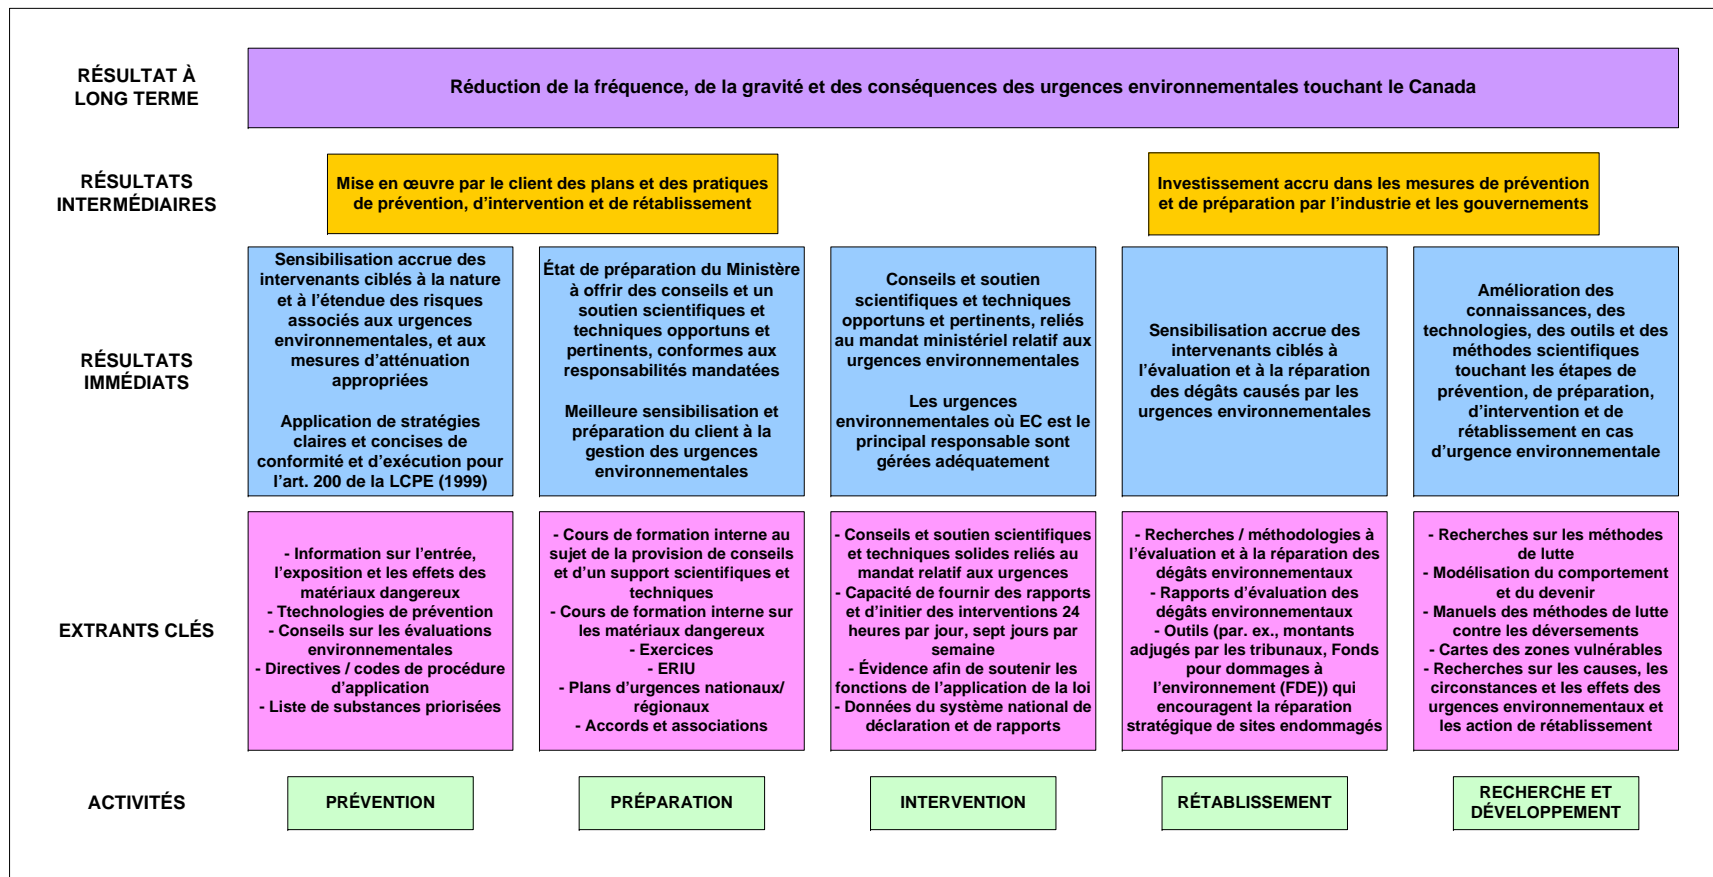 RÉSULTAT À
LONG TERME
Réduction de la fréquence, de la gravité et des conséquences des urgences environnementales touchant le Canada
RÉSULTATS
INTERMÉDIAIRES
Mise en œuvre par le client des plans et des pratiques
de prévention, d’intervention et de rétablissement
Investissement accru dans les mesures de prévention
et de préparation par l’industrie et les gouvernements
RÉSULTATS
IMMÉDIATS
Sensibilisation accrue des
intervenants ciblés à la nature
et à l’étendue des risques
associés aux urgences
environnementales, et aux
mesures d’atténuation
appropriées
Application de stratégies
claires et concises de
conformité et d’exécution pour
l’art. 200 de la LCPE (1999)
État de préparation du Ministère
à offrir des conseils et un
soutien scientifiques et
techniques opportuns et
pertinents, conformes aux
responsabilités mandatées
Meilleure sensibilisation et
préparation du client à la
gestion des urgences
environnementales
Conseils et soutien
scientifiques et techniques
opportuns et pertinents, reliés
au mandat ministériel relatif aux
urgences environnementales
Les urgences
environnementales où EC est le
principal responsable sont
gérées adéquatement
Sensibilisation accrue des
intervenants ciblés à
l’évaluation et à la réparation
des dégâts causés par les
urgences environnementales
Amélioration des
connaissances, des
technologies, des outils et des
méthodes scientifiques
touchant les étapes de
prévention, de préparation,
d’intervention et de
rétablissement en cas
d’urgence environnementale
EXTRANTS CLÉS
- Information sur l’entrée,
l’exposition et les effets des
matériaux dangereux
- Ttechnologies de prévention
- Conseils sur les évaluations
environnementales
- Directives / codes de procédure
d’application
- Liste de substances priorisées
- Cours de formation interne au
sujet de la provision de conseils
et d’un support scientifiques et
techniques
- Cours de formation interne sur
les matériaux dangereux
- Exercices
- ERIU
- Plans d’urgences nationaux/
régionaux
- Accords et associations
- Conseils et soutien scientifiques
et techniques solides reliés au
mandat relatif aux urgences
- Capacité de fournir des rapports
et d’initier des interventions 24
heures par jour, sept jours par
semaine
- Évidence afin de soutenir les
fonctions de l’application de la loi
- Données du système national de
déclaration et de rapports
- Recherches / méthodologies à
l’évaluation et à la réparation des
dégâts environnementaux
- Rapports d’évaluation des
dégâts environnementaux
- Outils (par. ex., montants
adjugés par les tribunaux, Fonds
pour dommages à
l’environnement (FDE)) qui
encouragent la réparation
stratégique de sites endommagés
- Recherches sur les méthodes
de lutte
- Modélisation du comportement
et du devenir
- Manuels des méthodes de lutte
contre les déversements
- Cartes des zones vulnérables
- Recherches sur les causes, les
circonstances et les effets des
urgences environnementaux et
les action de rétablissement
ACTIVITÉS
PRÉVENTION
PRÉPARATION
INTERVENTION
RÉTABLISSEMENT
RECHERCHE ET
DÉVELOPPEMENT